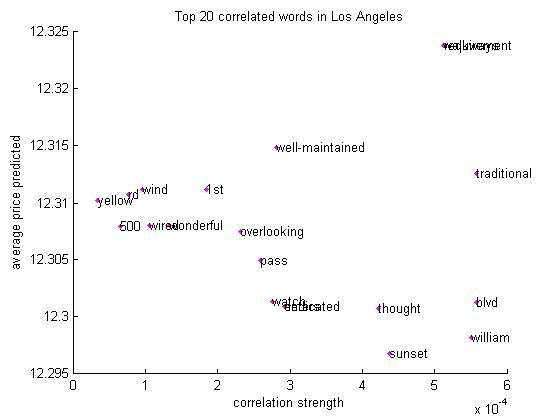 Top 20 correlated words in Los Angeles
12.325
12.32
12.315
12.31
12.305
12.3
12.295
average price predicted
well-maintained
traditional
wind
1st
rd
yellow
500
wired
wonderful
overlooking
pass
watch
thought
blvd
william
sunset
0
1
2
3
4
5
6
x 10^-4
correlation strength